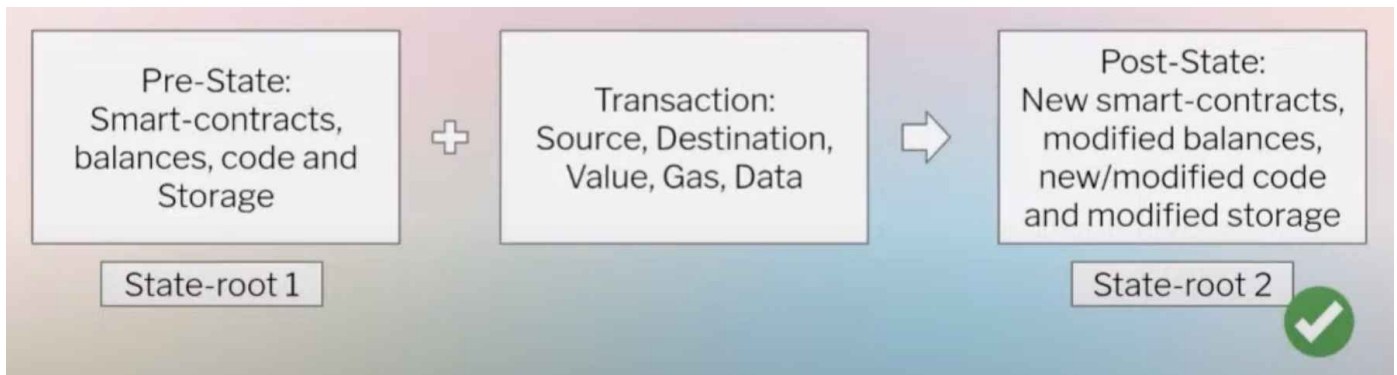 Pre-State:
Smart-contracts,
balances, code and
Storage
Transaction:
Source, Destination,
Value, Gas, Data
Post-State:
New smart-contracts,
modified balances,
new/modified code
and modified storage
State-root 1
State-root 2